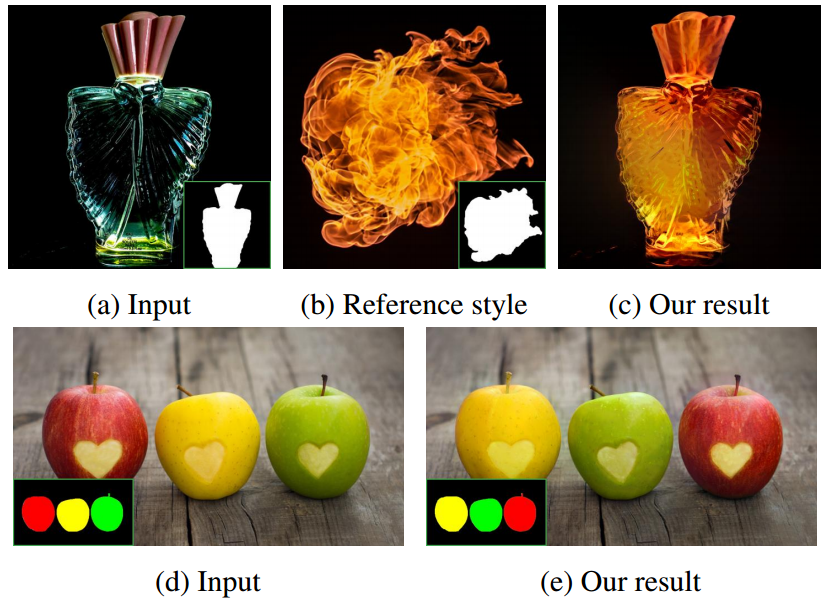 (a) Input
(b) Reference style
(c) Our result
(d) Input
(e) Our result